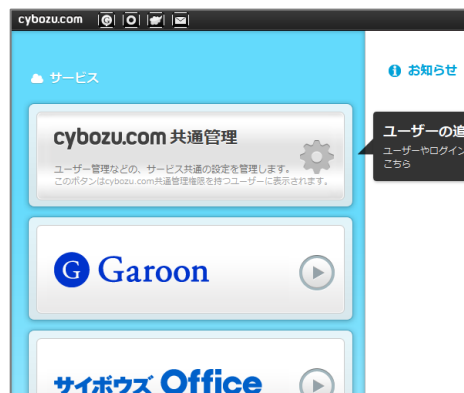 cybozu.com
サービス
お知らせ
cybozu.com 共通管理
ユーザー管理などの、サービス共通の設定を管理します。
このボタンはcybozu.com共通管理権限を持つユーザーに表示されます。
ユーザーの追
ユーザーやログイン
こちら
G Garoon
サイボウズ Office